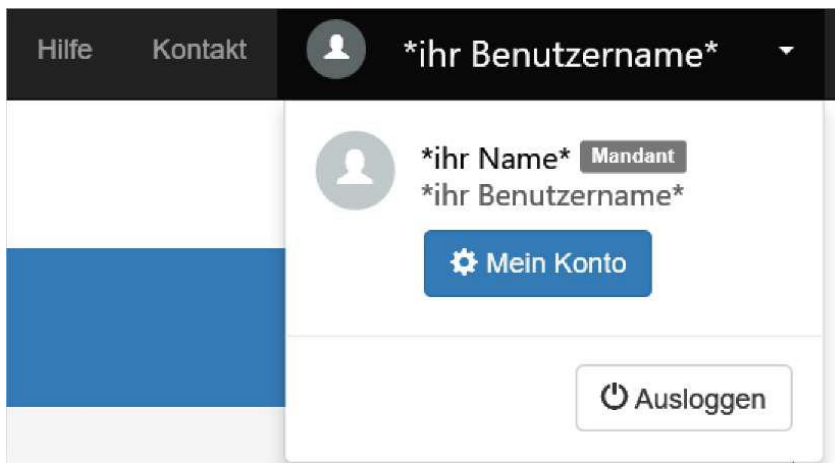 Hilfe Kontakt *ihr Benutzername*
*ihr Name* Mandant
*ihr Benutzername*
Mein Konto
Ausloggen